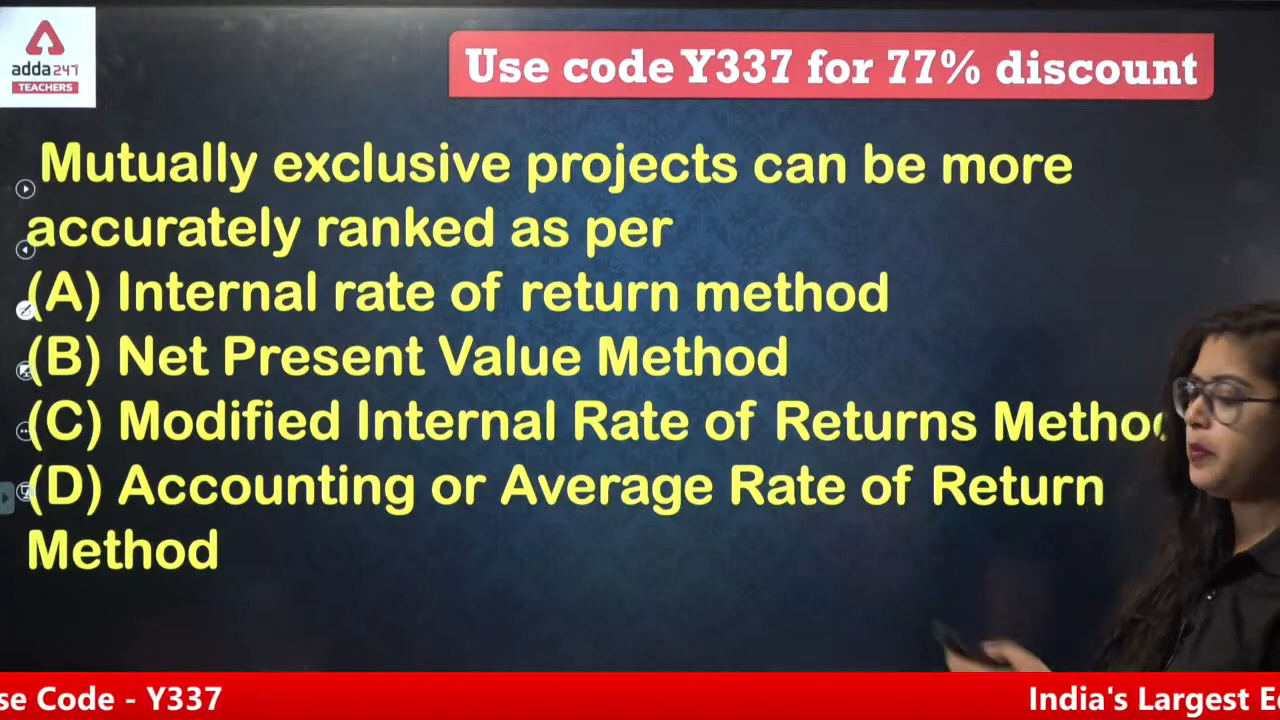 adda247
TEACHERS
Use code Y337 for 77% discount
Mutually exclusive projects can be more
accurately ranked as per
(A) Internal rate of return method
(B) Net Present Value Method
(C) Modified Internal Rate of Returns Method
(D) Accounting or Average Rate of Return
Method
se Code - Y337
India's Largest E